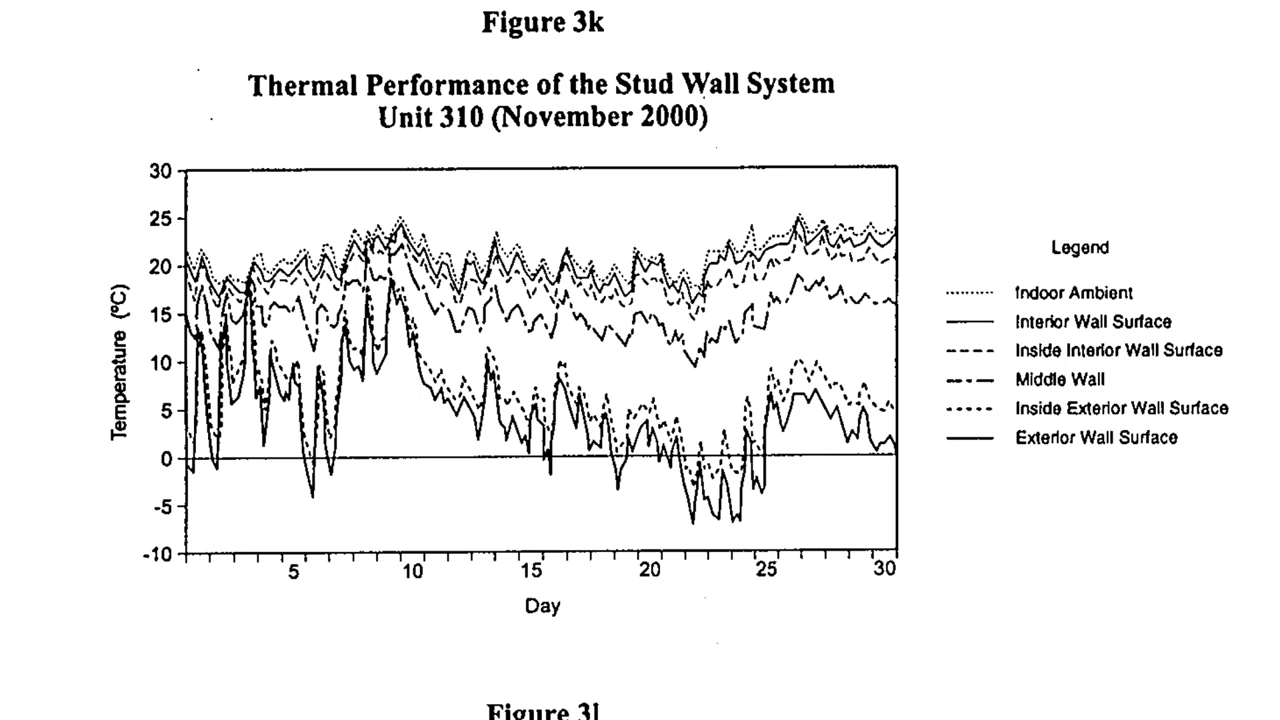 Figure 3k
Thermal Performance of the Stud Wall System
Unit 310 (November 2000)
30
25
20
15
10
5
0
-5
-10
Temperature (ºC)
5
10
15
20
25
30
Day
Legend
Indoor Ambient
Interior Wall Surface
Inside Interior Wall Surface
Middle Wall
Inside Exterior Wall Surface
Exterior Wall Surface
Figure 3l